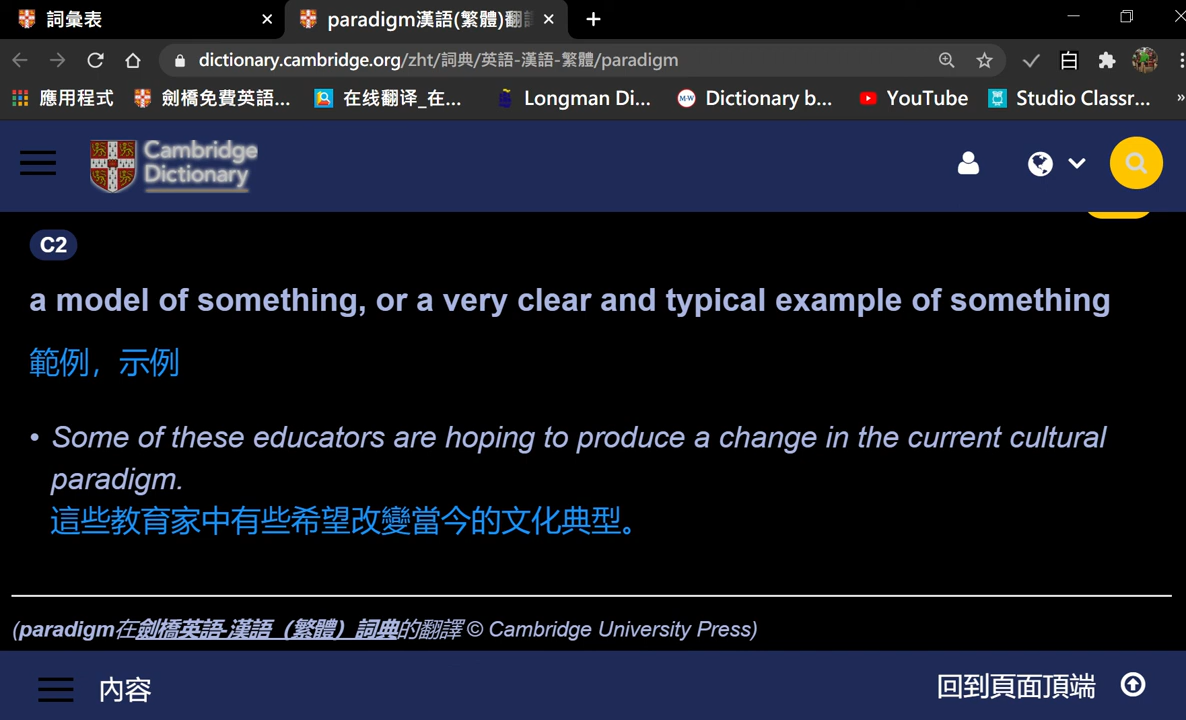 詞彙表
paradigm漢語(繁體)翻
dictionary.cambridge.org/zht/詞典/英語-漢語-繁體/paradigm
白
應用程式 劍橋免費英語... 在线翻译_在... Longman Di... M-W Dictionary b... YouTube Studio Classr... »
Cambridge
Dictionary
C2
a model of something, or a very clear and typical example of something
範例，示例
• Some of these educators are hoping to produce a change in the current cultural
paradigm.
這些教育家中有些希望改變當今的文化典型。
(paradigm在劍橋英語-漢語（繁體）詞典的翻譯 © Cambridge University Press)
內容
回到頁面頂端